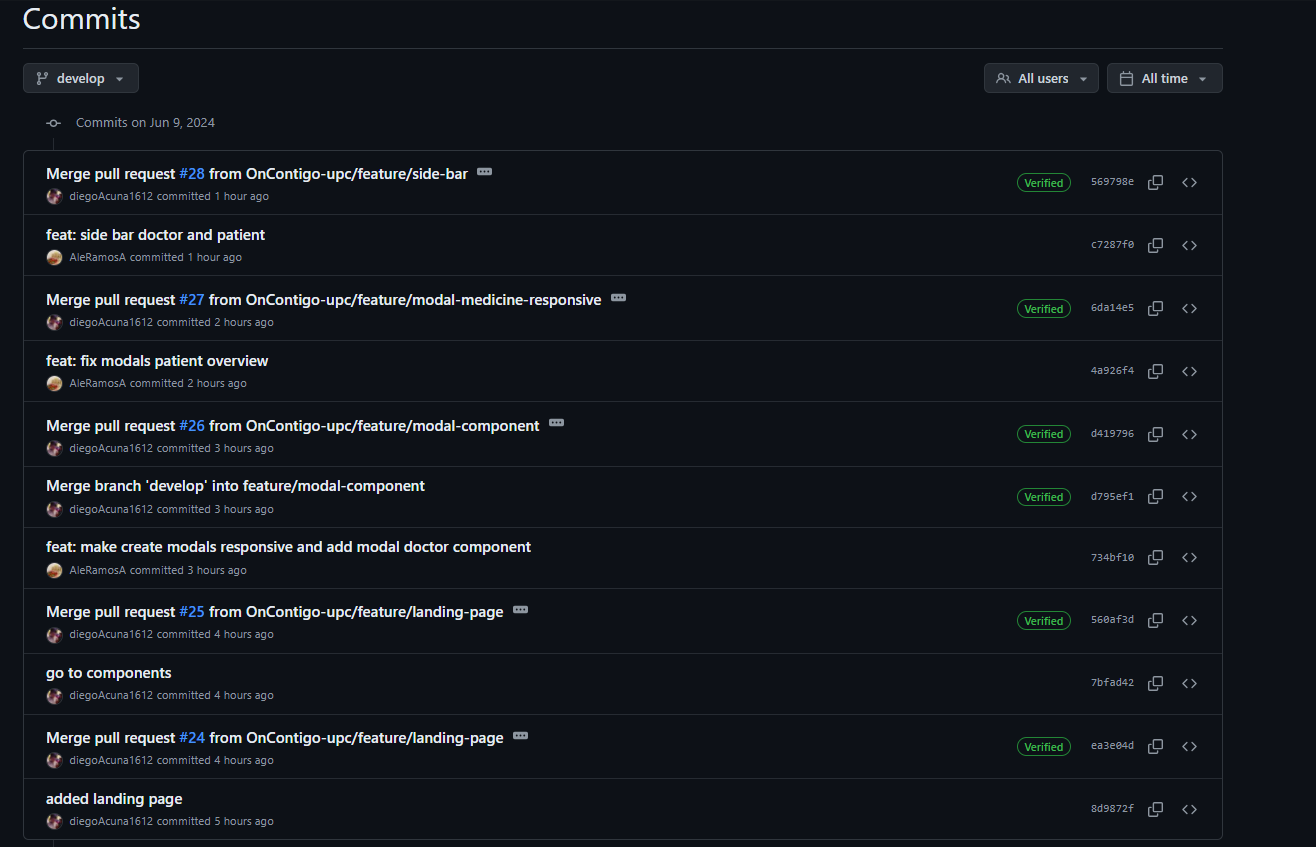 Commits
develop
All users
All time
Commits on Jun 9, 2024
Merge pull request #28 from OnContigo-upc/feature/side-bar
Verified
569798e
diegoAcuna1612 committed 1 hour ago
feat: side bar doctor and patient
c7287f0
AleRamosA committed 1 hour ago
Merge pull request #27 from OnContigo-upc/feature/modal-medicine-responsive
Verified
6da14e5
diegoAcuna1612 committed 2 hours ago
feat: fix modals patient overview
4a926f4
AleRamosA committed 2 hours ago
Merge pull request #26 from OnContigo-upc/feature/modal-component
Verified
d419796
diegoAcuna1612 committed 3 hours ago
Merge branch 'develop' into feature/modal-component
Verified
d795ef1
diegoAcuna1612 committed 3 hours ago
feat: make create modals responsive and add modal doctor component
734bf10
AleRamosA committed 3 hours ago
Merge pull request #25 from OnContigo-upc/feature/landing-page
Verified
560af3d
diegoAcuna1612 committed 4 hours ago
go to components
7bfad42
diegoAcuna1612 committed 4 hours ago
Merge pull request #24 from OnContigo-upc/feature/landing-page
Verified
ea3e04d
diegoAcuna1612 committed 4 hours ago
added landing page
8d9872f
diegoAcuna1612 committed 5 hours ago